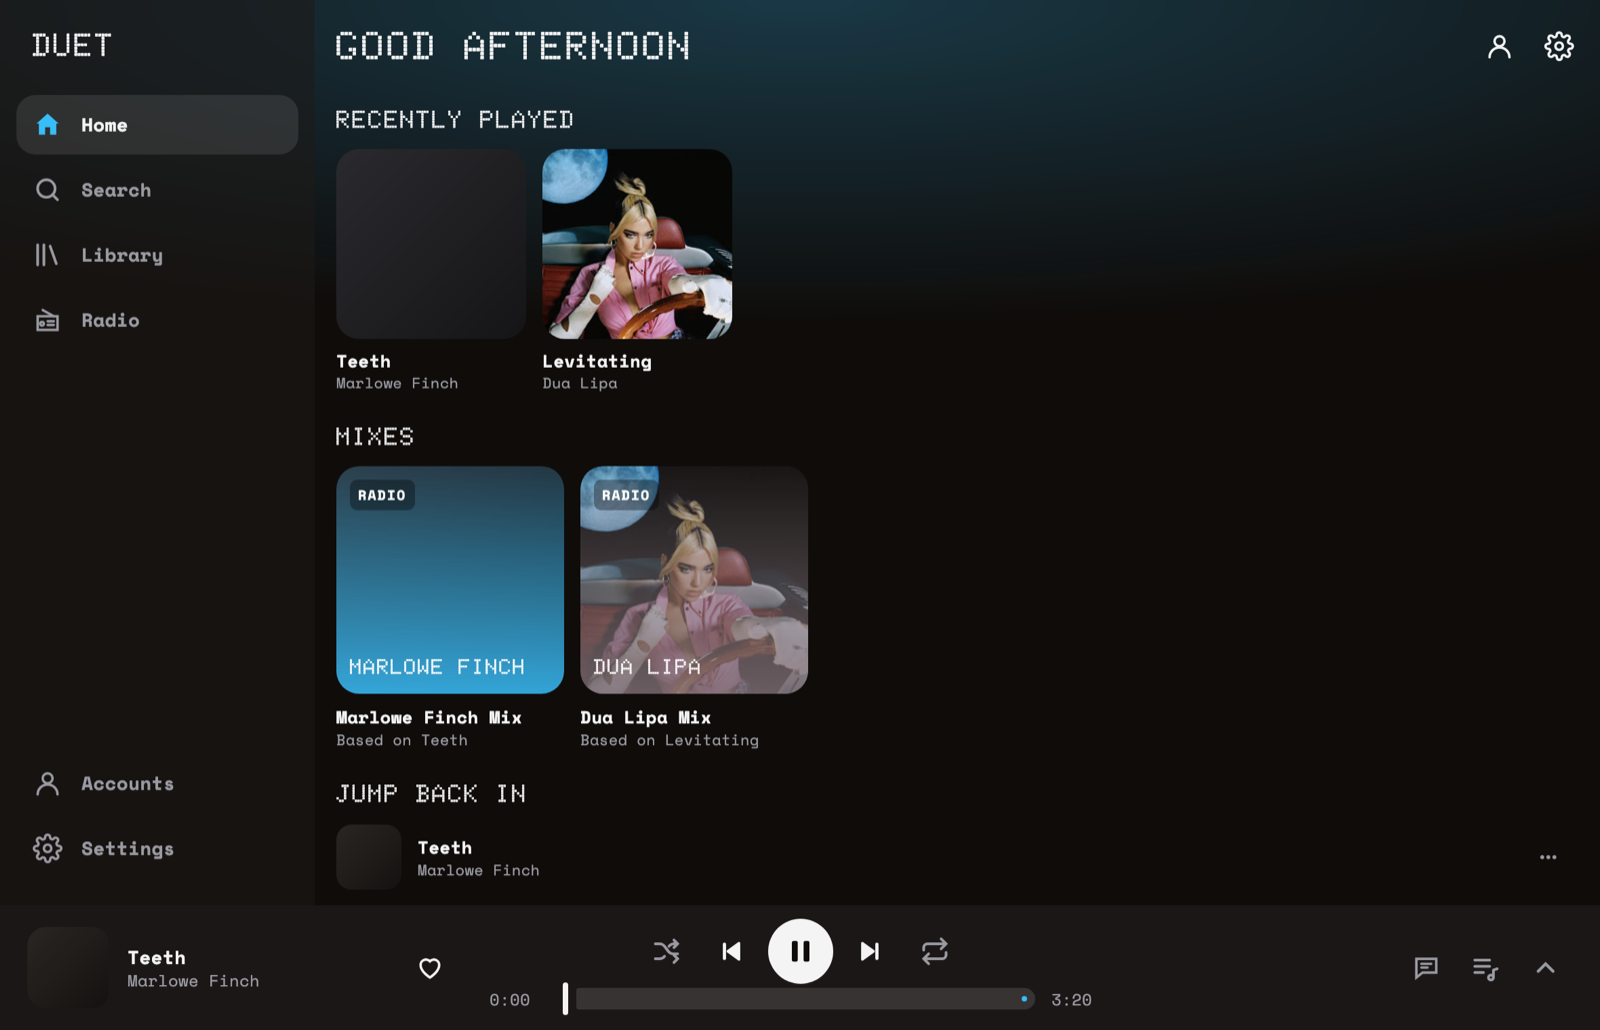 DUET
Home
Search
Library
Radio
Accounts
Settings
GOOD AFTERNOON
RECENTLY PLAYED
Teeth
Marlowe Finch
Levitating
Dua Lipa
MIXES
RADIO
MARLOWE FINCH
Marlowe Finch Mix
Based on Teeth
RADIO
DUA LIPA
Dua Lipa Mix
Based on Levitating
JUMP BACK IN
Teeth
Marlowe Finch
Teeth
Marlowe Finch
0:00
3:20